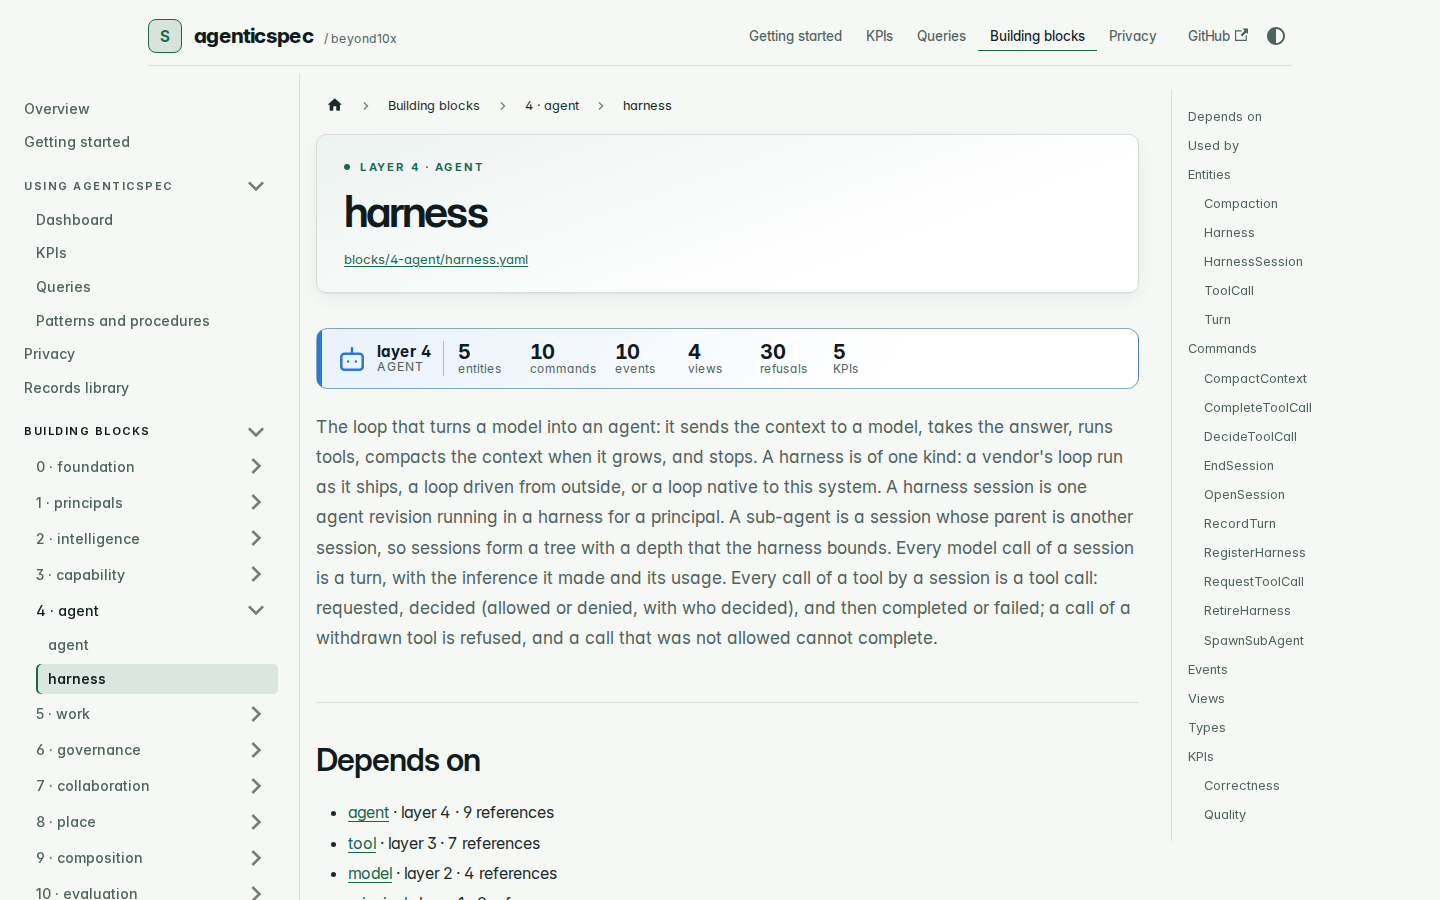 S agenticspec / beyond10x
Getting started KPIs Queries Building blocks Privacy GitHub
Overview
Getting started
USING AGENTICSPEC
Dashboard
KPIs
Queries
Patterns and procedures
Privacy
Records library
BUILDING BLOCKS
0 · foundation
1 · principals
2 · intelligence
3 · capability
4 · agent
agent
harness
5 · work
6 · governance
7 · collaboration
8 · place
9 · composition
10 · evaluation
Building blocks 4 · agent harness
LAYER 4 · AGENT
harness
blocks/4-agent/harness.yaml
layer 4 AGENT
5 entities
10 commands
10 events
4 views
30 refusals
5 KPIs
The loop that turns a model into an agent: it sends the context to a model, takes the answer, runs
tools, compacts the context when it grows, and stops. A harness is of one kind: a vendor's loop run
as it ships, a loop driven from outside, or a loop native to this system. A harness session is one
agent revision running in a harness for a principal. A sub-agent is a session whose parent is another
session, so sessions form a tree with a depth that the harness bounds. Every model call of a session
is a turn, with the inference it made and its usage. Every call of a tool by a session is a tool call:
requested, decided (allowed or denied, with who decided), and then completed or failed; a call of a
withdrawn tool is refused, and a call that was not allowed cannot complete.
Depends on
agent · layer 4 · 9 references
tool · layer 3 · 7 references
model · layer 2 · 4 references
Depends on
Used by
Entities
Compaction
Harness
HarnessSession
ToolCall
Turn
Commands
CompactContext
CompleteToolCall
DecideToolCall
EndSession
OpenSession
RecordTurn
RegisterHarness
RequestToolCall
RetireHarness
SpawnSubAgent
Events
Views
Types
KPIs
Correctness
Quality